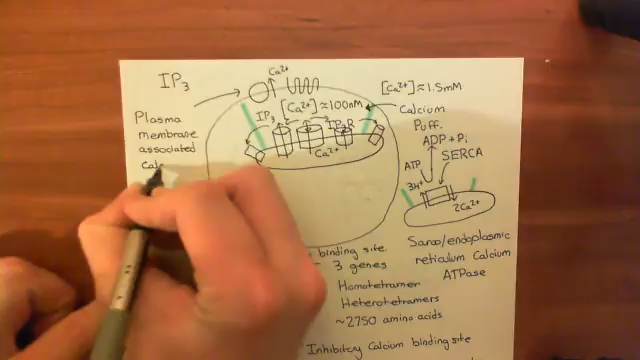 IP3
Ca2+
[Ca2+] ≈ 1.5mM
Plasma
membrane
associated
IP3
[Ca2+] ≈ 100nM
IP3R
Ca2+
Calcium
Puff.
ADP + Pi
ATP
SERCA
3H+
2Ca2+
binding site
3 genes
Homotetramer
Heterotetramers
~2750 amino acids
Inhibitory Calcium binding site
Sarco/endoplasmic
reticulum Calcium
ATPase